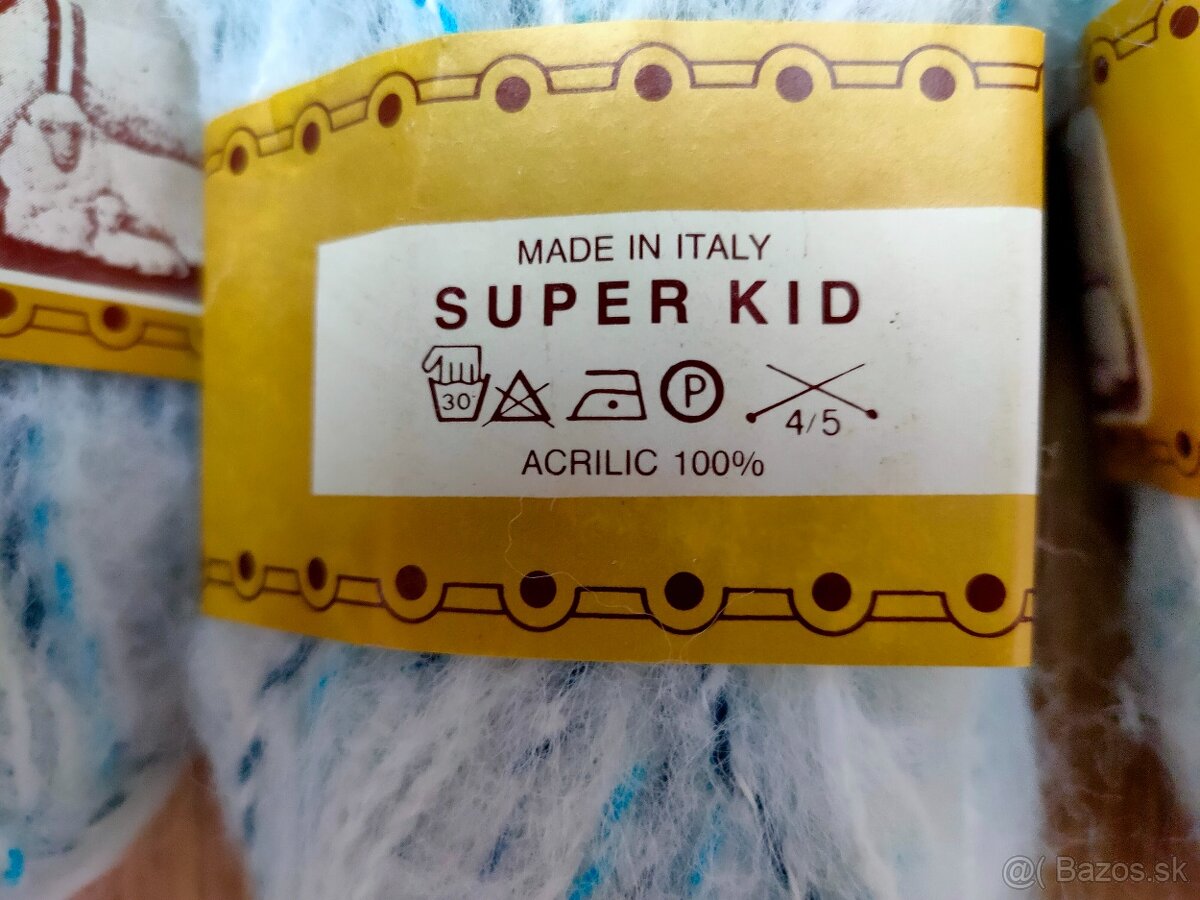 MADE IN ITALY
SUPER KID
30° P 4/5
ACRILIC 100%
@( Bazos.sk